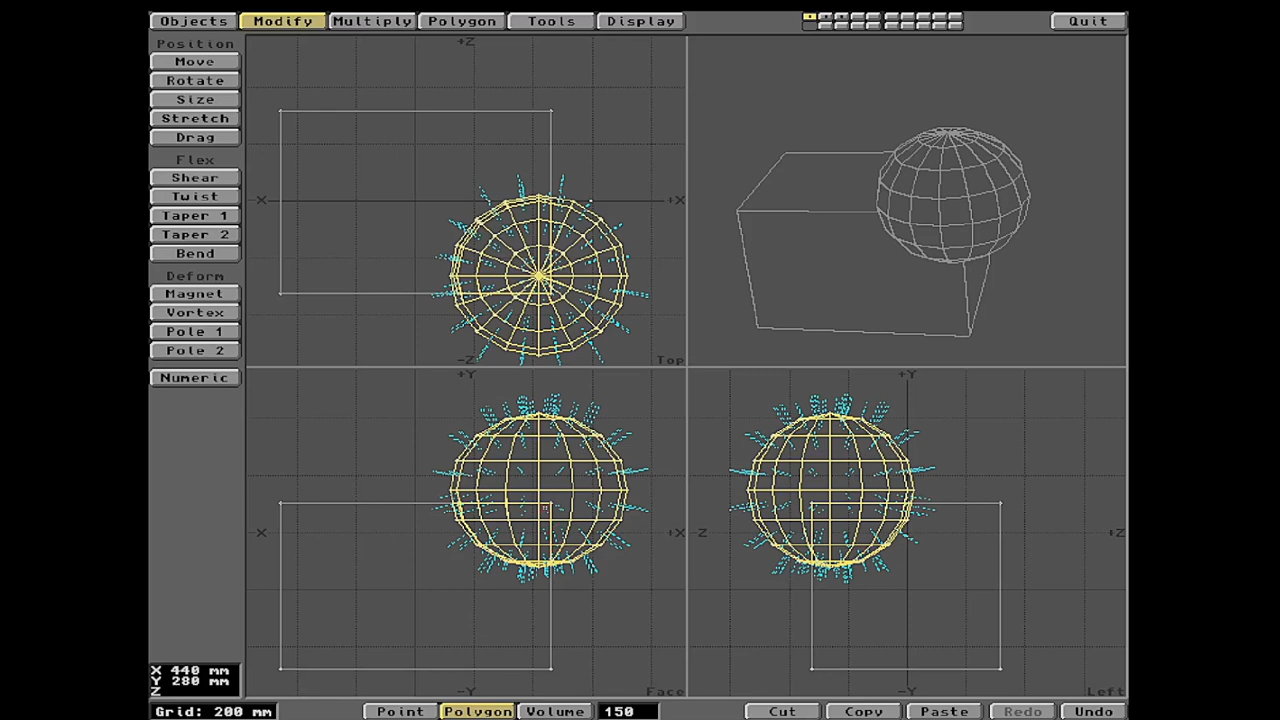 Objects Modify Multiply Polygon Tools Display Quit
Position
Move
Rotate
Size
Stretch
Drag
Flex
Shear
Twist
Taper 1
Taper 2
Bend
Deform
Magnet
Vortex
Pole 1
Pole 2
Numeric
+Z
-X +X
-Z Top
+Y +Y
-X +X -Z +Z
-Y Face -Y Left
X 440 mm
Y 280 mm
Z
Grid: 200 mm Point Polygon Volume 150 Cut Copy Paste Redo Undo